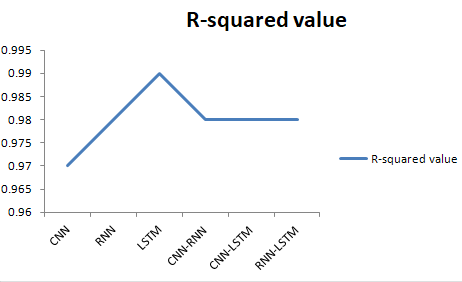 R-squared value
0.995
0.99
0.985
0.98
0.975
0.97
0.965
0.96
CNN
RNN
LSTM
CNN-RNN
CNN-LSTM
RNN-LSTM
R-squared value